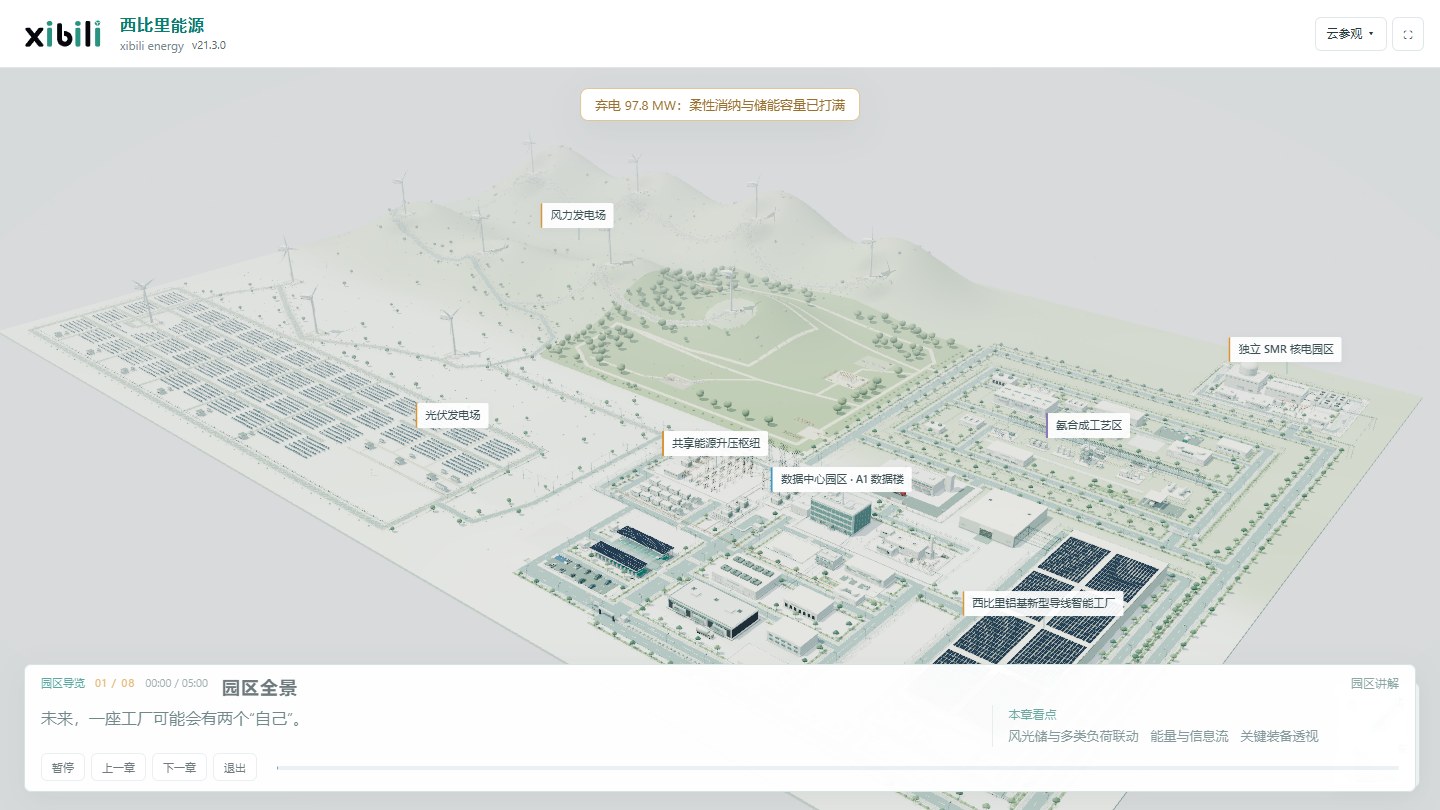 xibili
西比里能源
xibili energy v21.3.0
云参观
弃电 97.8 MW：柔性消纳与储能容量已打满
风力发电场
独立 SMR 核电园区
光伏发电场
氨合成工艺区
共享能源升压枢纽
数据中心园区 · A1 数据楼
西比里铝基新型导线智能工厂
园区导览 01 / 08 00:00 / 05:00 园区全景
园区讲解
未来，一座工厂可能会有两个“自己”。
本章看点
风光储与多类负荷联动 能量与信息流 关键装备透视
暂停 上一章 下一章 退出